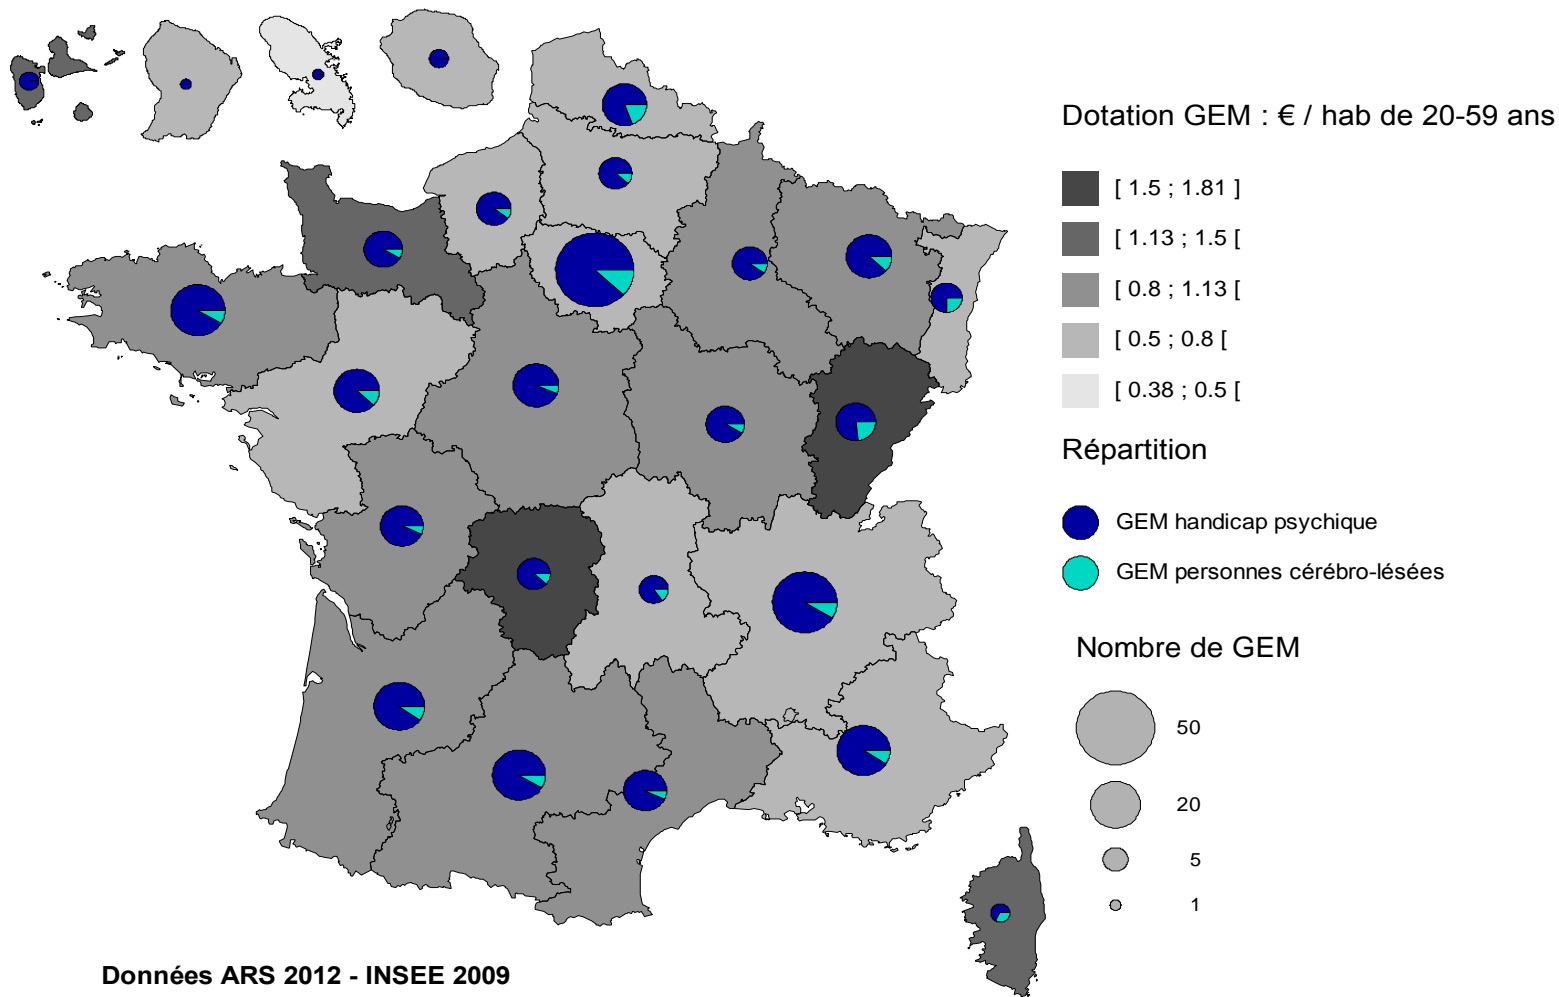 Dotation GEM : € / hab de 20-59 ans
[ 1.5 ; 1.81 ]
[ 1.13 ; 1.5 [
[ 0.8 ; 1.13 [
[ 0.5 ; 0.8 [
[ 0.38 ; 0.5 [
Répartition
GEM handicap psychique
GEM personnes cérébro-lésées
Nombre de GEM
50
20
5
1
Données ARS 2012 - INSEE 2009